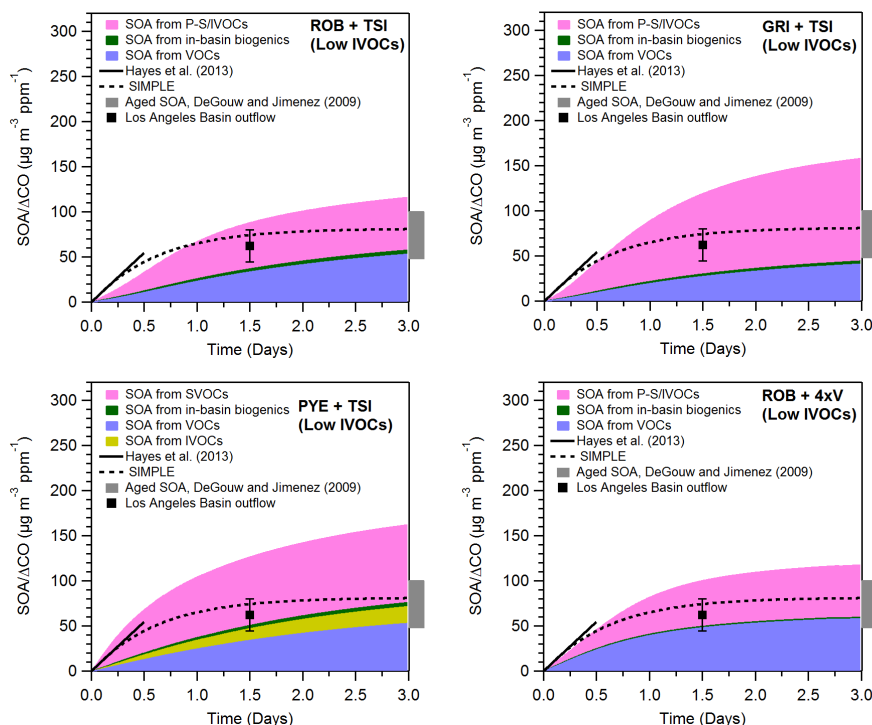 ROB + TSI
(Low IVOCs)
SOA from P-S/IVOCs
SOA from in-basin biogenics
SOA from VOCs
Hayes et al. (2013)
SIMPLE
Aged SOA, DeGouw and Jimenez (2009)
Los Angeles Basin outflow
SOA/ΔCO (µg m⁻³ ppm⁻¹)
300
250
200
150
100
50
0
0.0 0.5 1.0 1.5 2.0 2.5 3.0
Time (Days)
GRI + TSI
(Low IVOCs)
SOA from P-S/IVOCs
SOA from in-basin biogenics
SOA from VOCs
Hayes et al. (2013)
SIMPLE
Aged SOA, DeGouw and Jimenez (2009)
Los Angeles Basin outflow
SOA/ΔCO (µg m⁻³ ppm⁻¹)
300
250
200
150
100
50
0
0.0 0.5 1.0 1.5 2.0 2.5 3.0
Time (Days)
PYE + TSI
(Low IVOCs)
SOA from SVOCs
SOA from in-basin biogenics
SOA from VOCs
SOA from IVOCs
Hayes et al. (2013)
SIMPLE
Aged SOA, DeGouw and Jimenez (2009)
Los Angeles Basin outflow
SOA/ΔCO (µg m⁻³ ppm⁻¹)
300
250
200
150
100
50
0
0.0 0.5 1.0 1.5 2.0 2.5 3.0
Time (Days)
ROB + 4xV
(Low IVOCs)
SOA from P-S/IVOCs
SOA from in-basin biogenics
SOA from VOCs
Hayes et al. (2013)
SIMPLE
Aged SOA, DeGouw and Jimenez (2009)
Los Angeles Basin outflow
SOA/ΔCO (µg m⁻³ ppm⁻¹)
300
250
200
150
100
50
0
0.0 0.5 1.0 1.5 2.0 2.5 3.0
Time (Days)